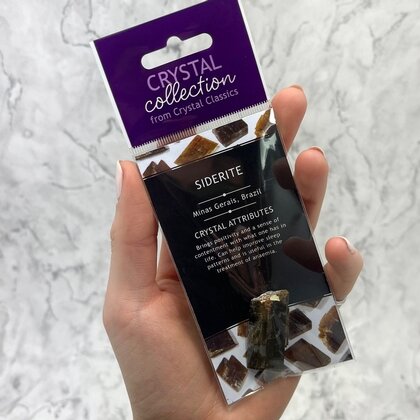 CRYSTAL
collection
from Crystal Classics
SIDERITE
Minas Gerais, Brazil
CRYSTAL ATTRIBUTES
Brings positivity and a sense of
contentment with what one has in
life. Can help improve sleep
patterns and is useful in the
treatment of anaemia.